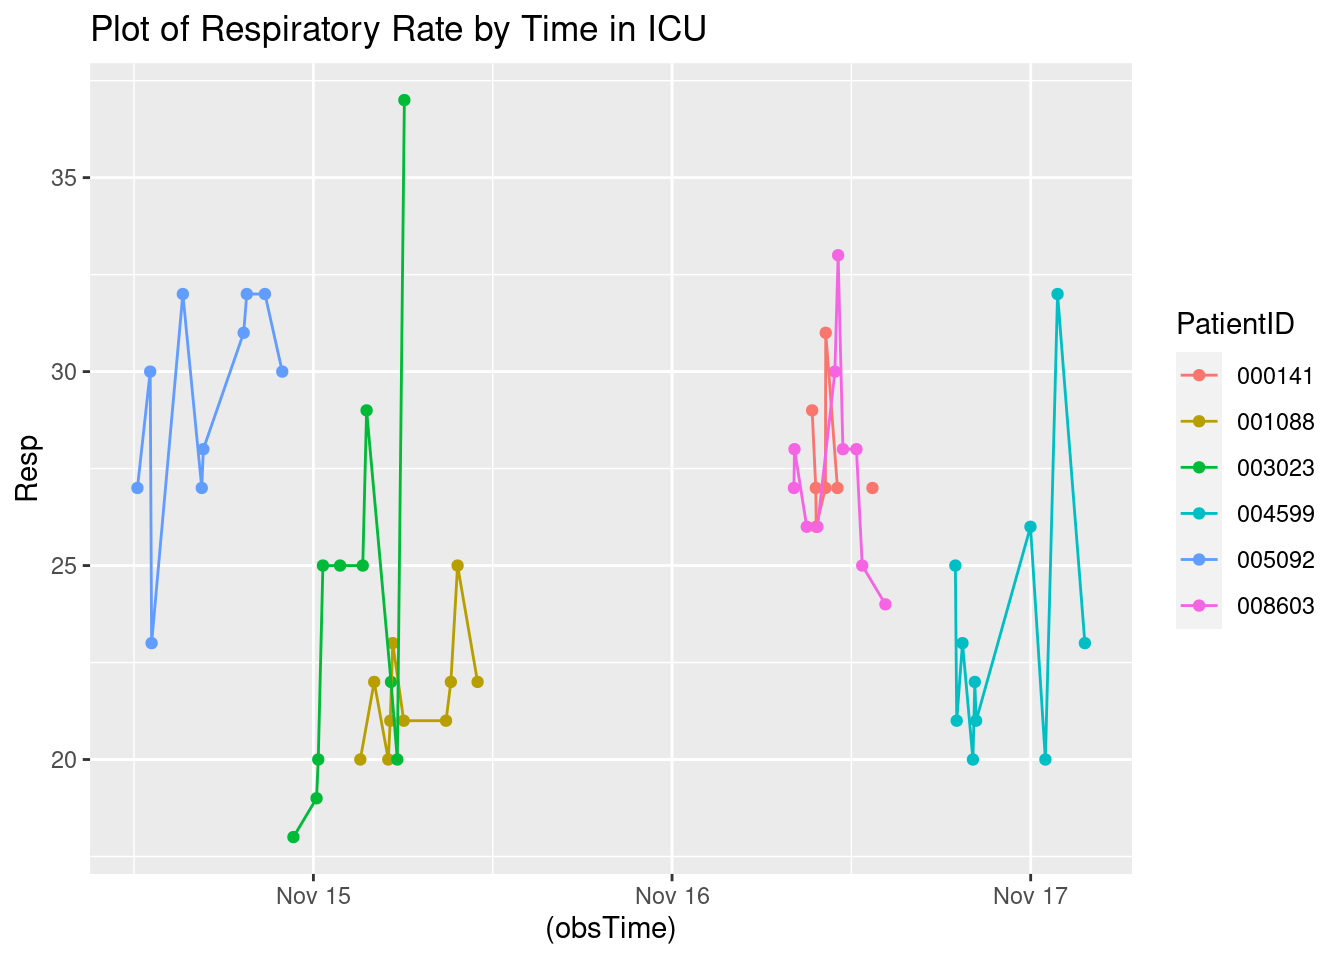 Plot of Respiratory Rate by Time in ICU
35
30
25
20
Resp
Nov 15
Nov 16
Nov 17
(obsTime)
PatientID
000141
001088
003023
004599
005092
008603